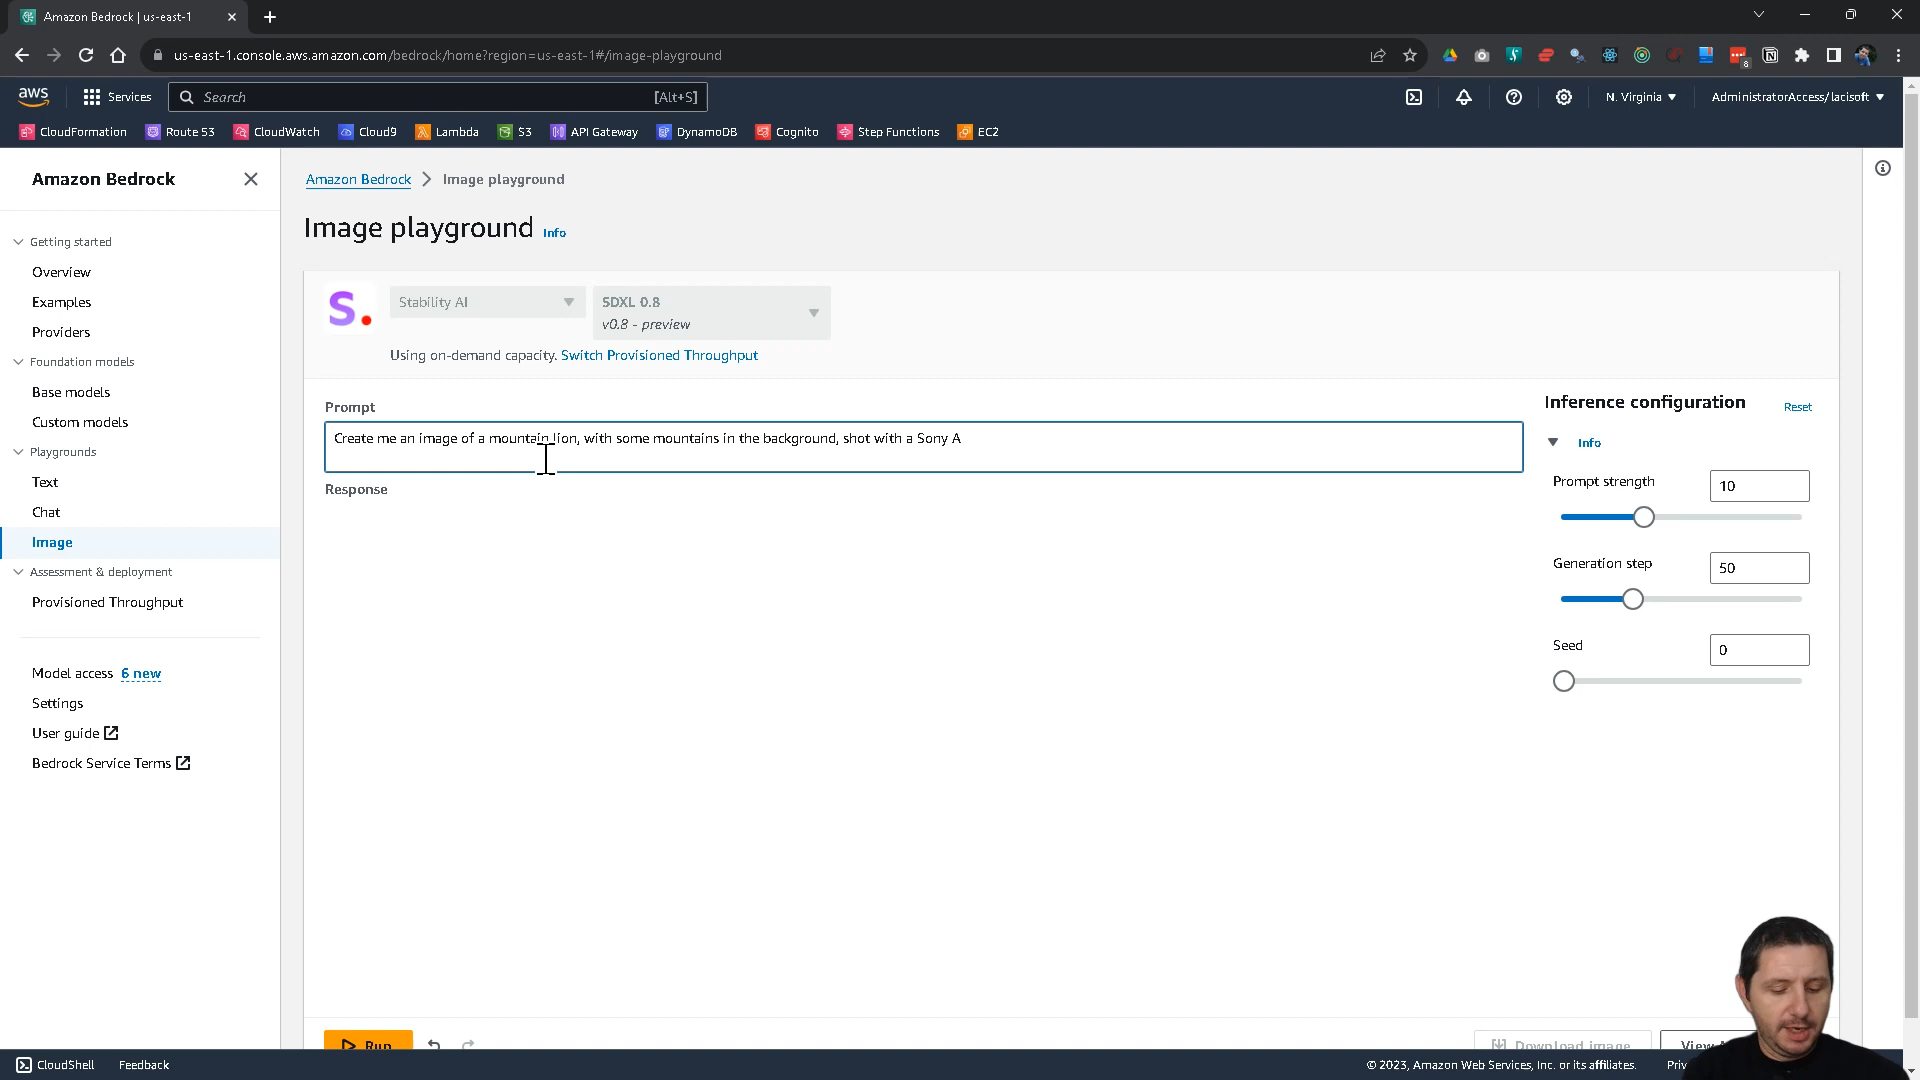 Amazon Bedrock | us-east-1
us-east-1.console.aws.amazon.com/bedrock/home?region=us-east-1#/image-playground
8
aws
Services
Search
[Alt+S]
N. Virginia
AdministratorAccess/lacisoft
CloudFormation
Route 53
CloudWatch
Cloud9
Lambda
S3
API Gateway
DynamoDB
Cognito
Step Functions
EC2
Amazon Bedrock
Getting started
Overview
Examples
Providers
Foundation models
Base models
Custom models
Playgrounds
Text
Chat
Image
Assessment & deployment
Provisioned Throughput
Model access 6 new
Settings
User guide
Bedrock Service Terms
Amazon Bedrock
Image playground
Image playground Info
S.
Stability AI
SDXL 0.8
v0.8 - preview
Using on-demand capacity. Switch Provisioned Throughput
Prompt
Create me an image of a mountain lion, with some mountains in the background, shot with a Sony A
Response
Inference configuration
Reset
Info
Prompt strength
10
Generation step
50
Seed
0
Run
Download image
View
CloudShell
Feedback
© 2023, Amazon Web Services, Inc. or its affiliates.